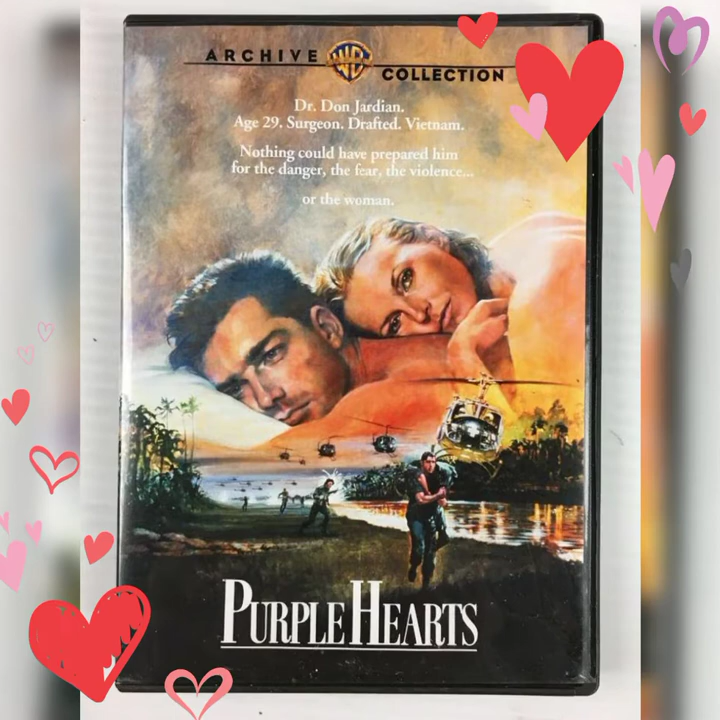 ARCHIVE WB COLLECTION
Dr. Don Jardian.
Age 29. Surgeon. Drafted. Vietnam.
Nothing could have prepared him
for the danger, the fear, the violence...
or the woman.
PURPLE HEARTS